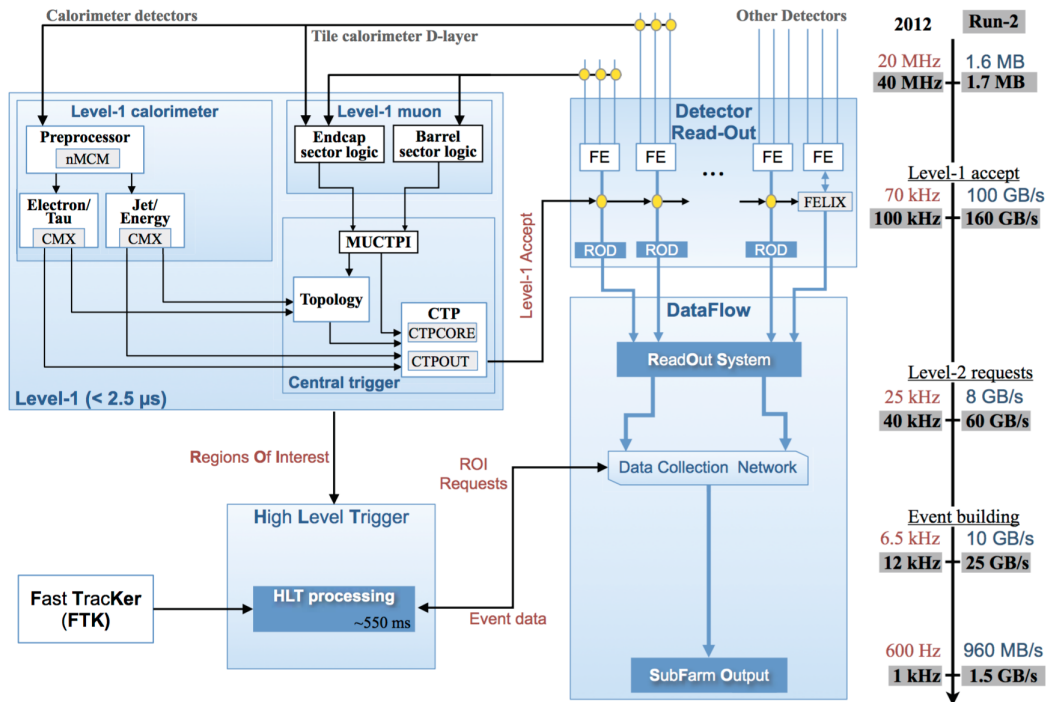 Calorimeter detectors
Tile calorimeter D-layer
Other Detectors
Level-1 calorimeter
Preprocessor
nMCM
Electron/
Tau
CMX
Jet/
Energy
CMX
Level-1 muon
Endcap
sector logic
Barrel
sector logic
MUCTPI
Topology
CTP
CTPCORE
CTPOUT
Central trigger
Level-1 (< 2.5 µs)
Level-1 Accept
Detector
Read-Out
FE
FE
FE
FE
...
FELIX
ROD
ROD
ROD
DataFlow
ReadOut System
Data Collection Network
SubFarm Output
Regions Of Interest
ROI
Requests
High Level Trigger
HLT processing
~550 ms
Event data
Fast TracKer
(FTK)
2012 Run-2
20 MHz 1.6 MB
40 MHz 1.7 MB
Level-1 accept
70 kHz 100 GB/s
100 kHz 160 GB/s
Level-2 requests
25 kHz 8 GB/s
40 kHz 60 GB/s
Event building
6.5 kHz 10 GB/s
12 kHz 25 GB/s
600 Hz 960 MB/s
1 kHz 1.5 GB/s